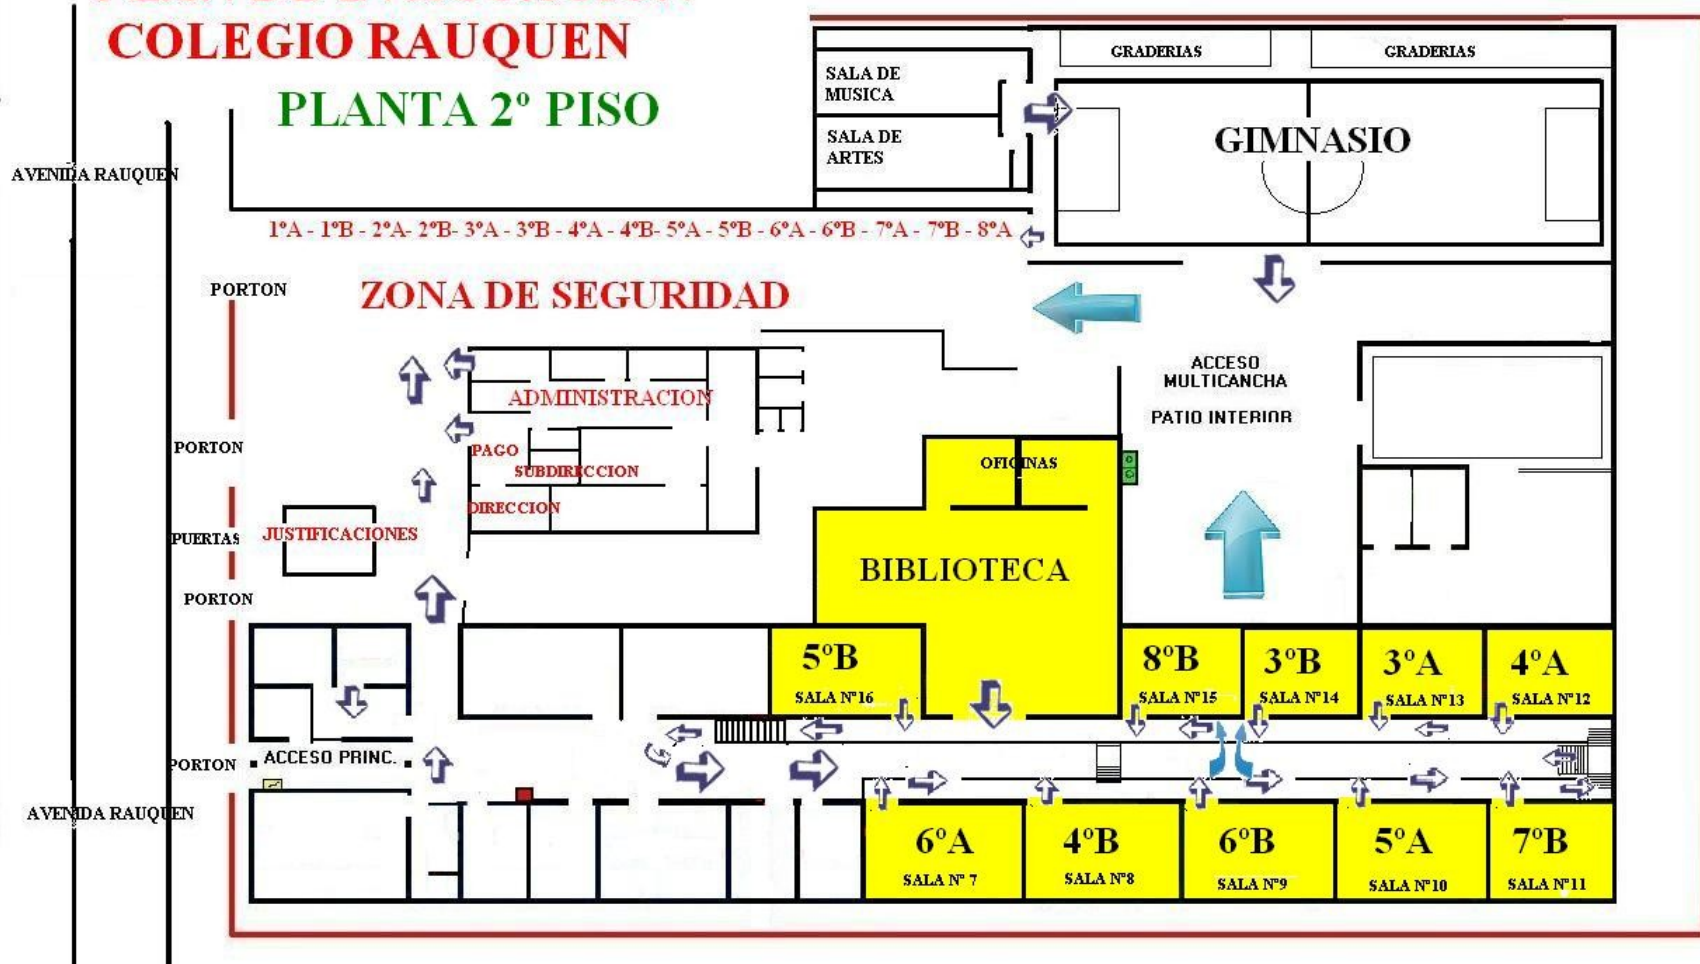 COLEGIO RAUQUEN
PLANTA 2º PISO
AVENIDA RAUQUEN
SALA DE
MUSICA
SALA DE
ARTES
GRADERIAS
GRADERIAS
GIMNASIO
1ºA - 1ºB - 2ºA- 2ºB- 3ºA - 3ºB - 4ºA - 4ºB- 5ºA - 5ºB - 6ºA - 6ºB - 7ºA - 7ºB - 8ºA
PORTON
ZONA DE SEGURIDAD
ACCESO
MULTICANCHA
PATIO INTERIOR
ADMINISTRACION
PORTON
PAGO
SUBDIRECCION
DIRECCION
OFICINAS
PUERTAS
JUSTIFICACIONES
BIBLIOTECA
PORTON
5ºB
SALA Nº16
8ºB
SALA Nº15
3ºB
SALA Nº14
3ºA
SALA Nº13
4ºA
SALA Nº12
PORTON
ACCESO PRINC.
AVENIDA RAUQUEN
6ºA
SALA Nº 7
4ºB
SALA Nº8
6ºB
SALA Nº9
5ºA
SALA Nº10
7ºB
SALA Nº11